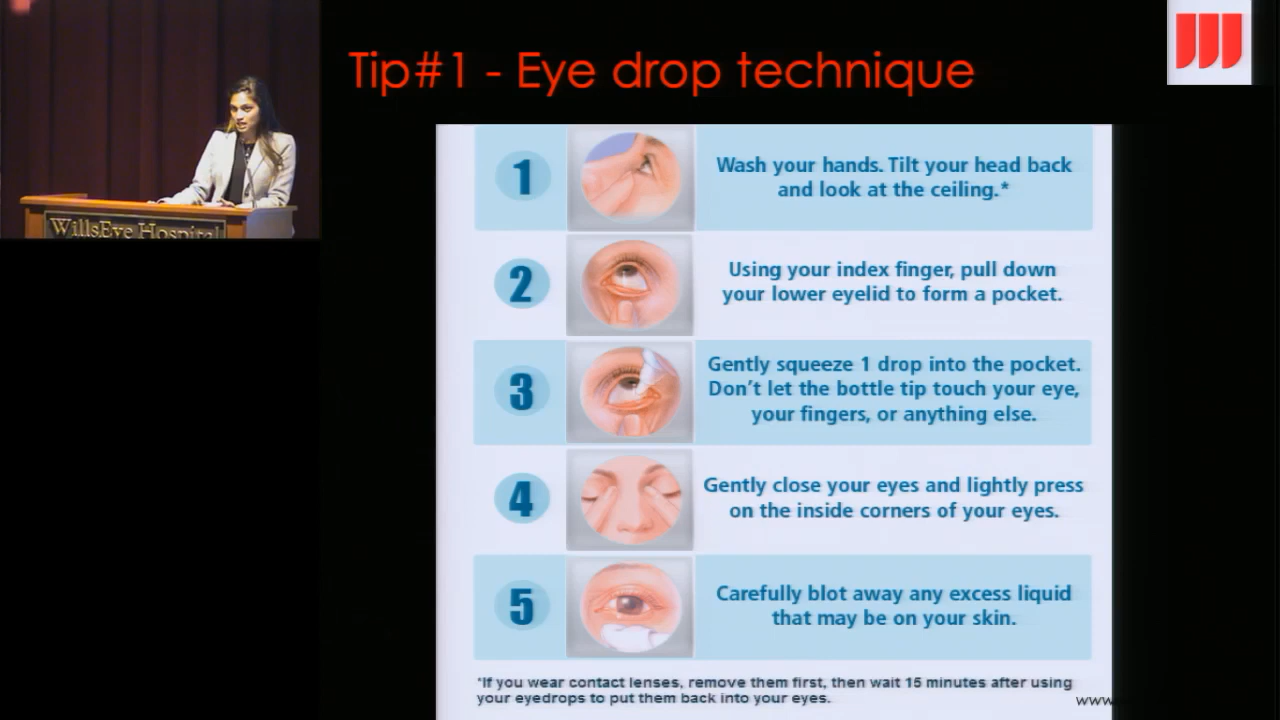 Tip#1 - Eye drop technique
WillsEye Hospital
1
Wash your hands. Tilt your head back
and look at the ceiling.*
2
Using your index finger, pull down
your lower eyelid to form a pocket.
3
Gently squeeze 1 drop into the pocket.
Don't let the bottle tip touch your eye,
your fingers, or anything else.
4
Gently close your eyes and lightly press
on the inside corners of your eyes.
5
Carefully blot away any excess liquid
that may be on your skin.
*If you wear contact lenses, remove them first, then wait 15 minutes after using
your eyedrops to put them back into your eyes.
www